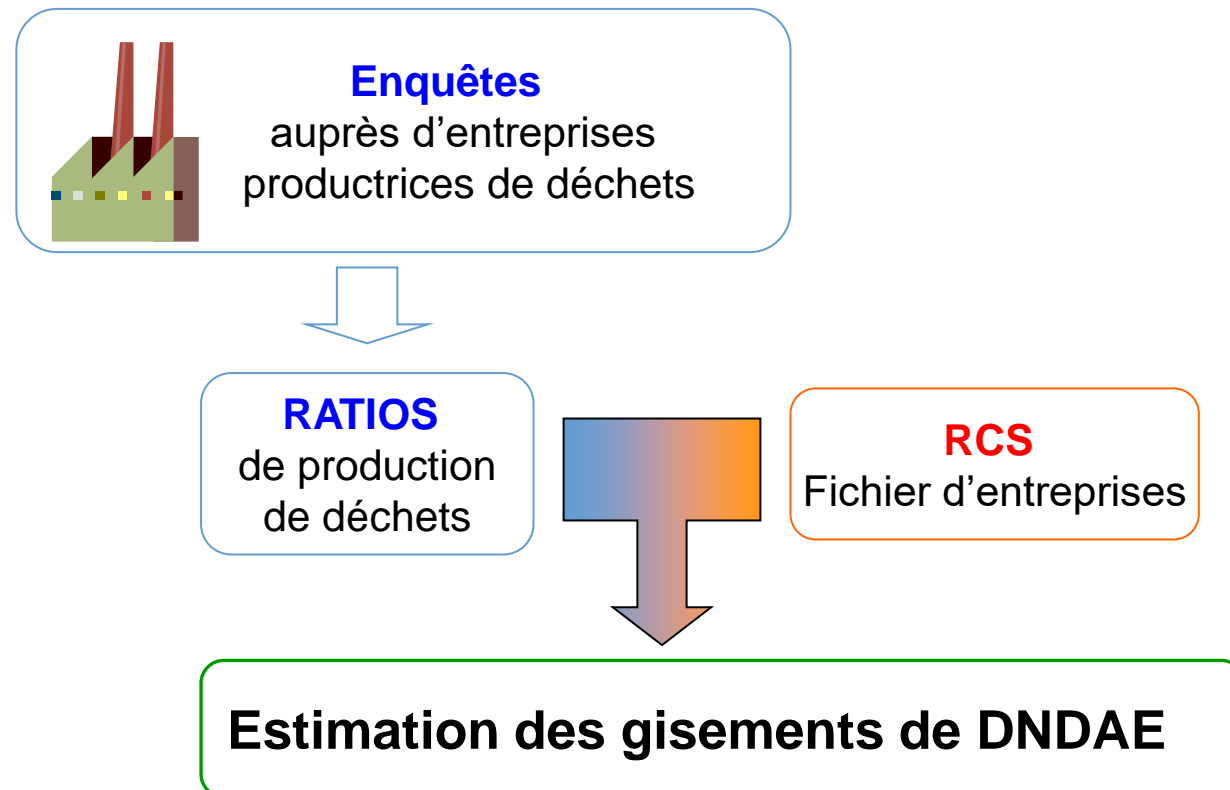 Enquêtes
auprès d’entreprises
productrices de déchets
RATIOS
de production
de déchets
RCS
Fichier d’entreprises
Estimation des gisements de DNDAE